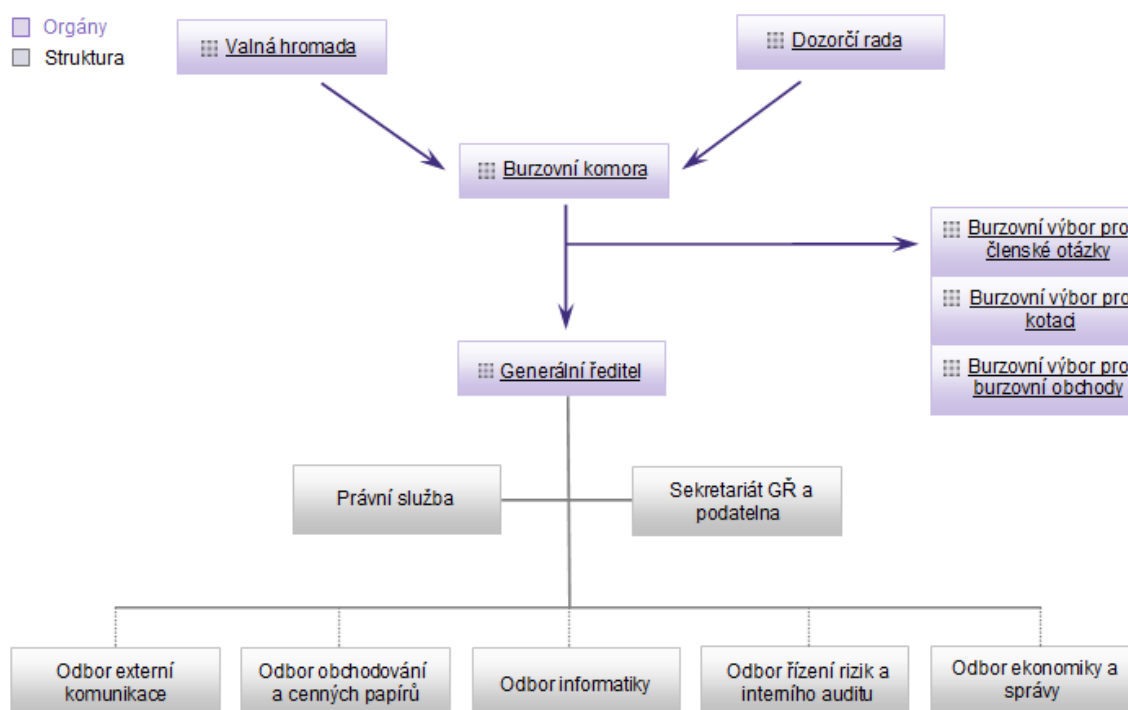 Orgány
Struktura
Valná hromada
Dozorčí rada
Burzovní komora
Burzovní výbor pro
členské otázky
Burzovní výbor pro
kotaci
Burzovní výbor pro
burzovní obchody
Generální ředitel
Právní služba
Sekretariát GŘ a
podatelna
Odbor externí
komunikace
Odbor obchodování
a cenných papírů
Odbor informatiky
Odbor řízení rizik a
interního auditu
Odbor ekonomiky a
správy